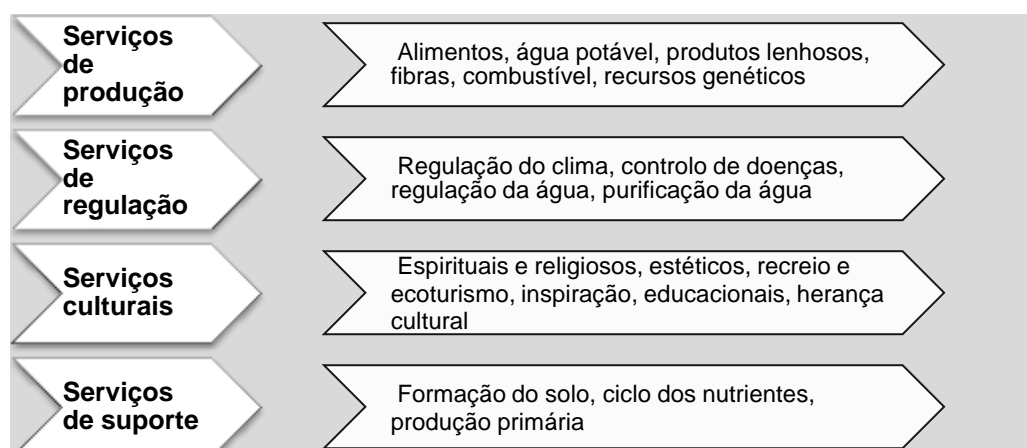 Serviços
de
produção
Alimentos, água potável, produtos lenhosos,
fibras, combustível, recursos genéticos
Serviços
de
regulação
Regulação do clima, controlo de doenças,
regulação da água, purificação da água
Serviços
culturais
Espirituais e religiosos, estéticos, recreio e
ecoturismo, inspiração, educacionais, herança
cultural
Serviços
de suporte
Formação do solo, ciclo dos nutrientes,
produção primária